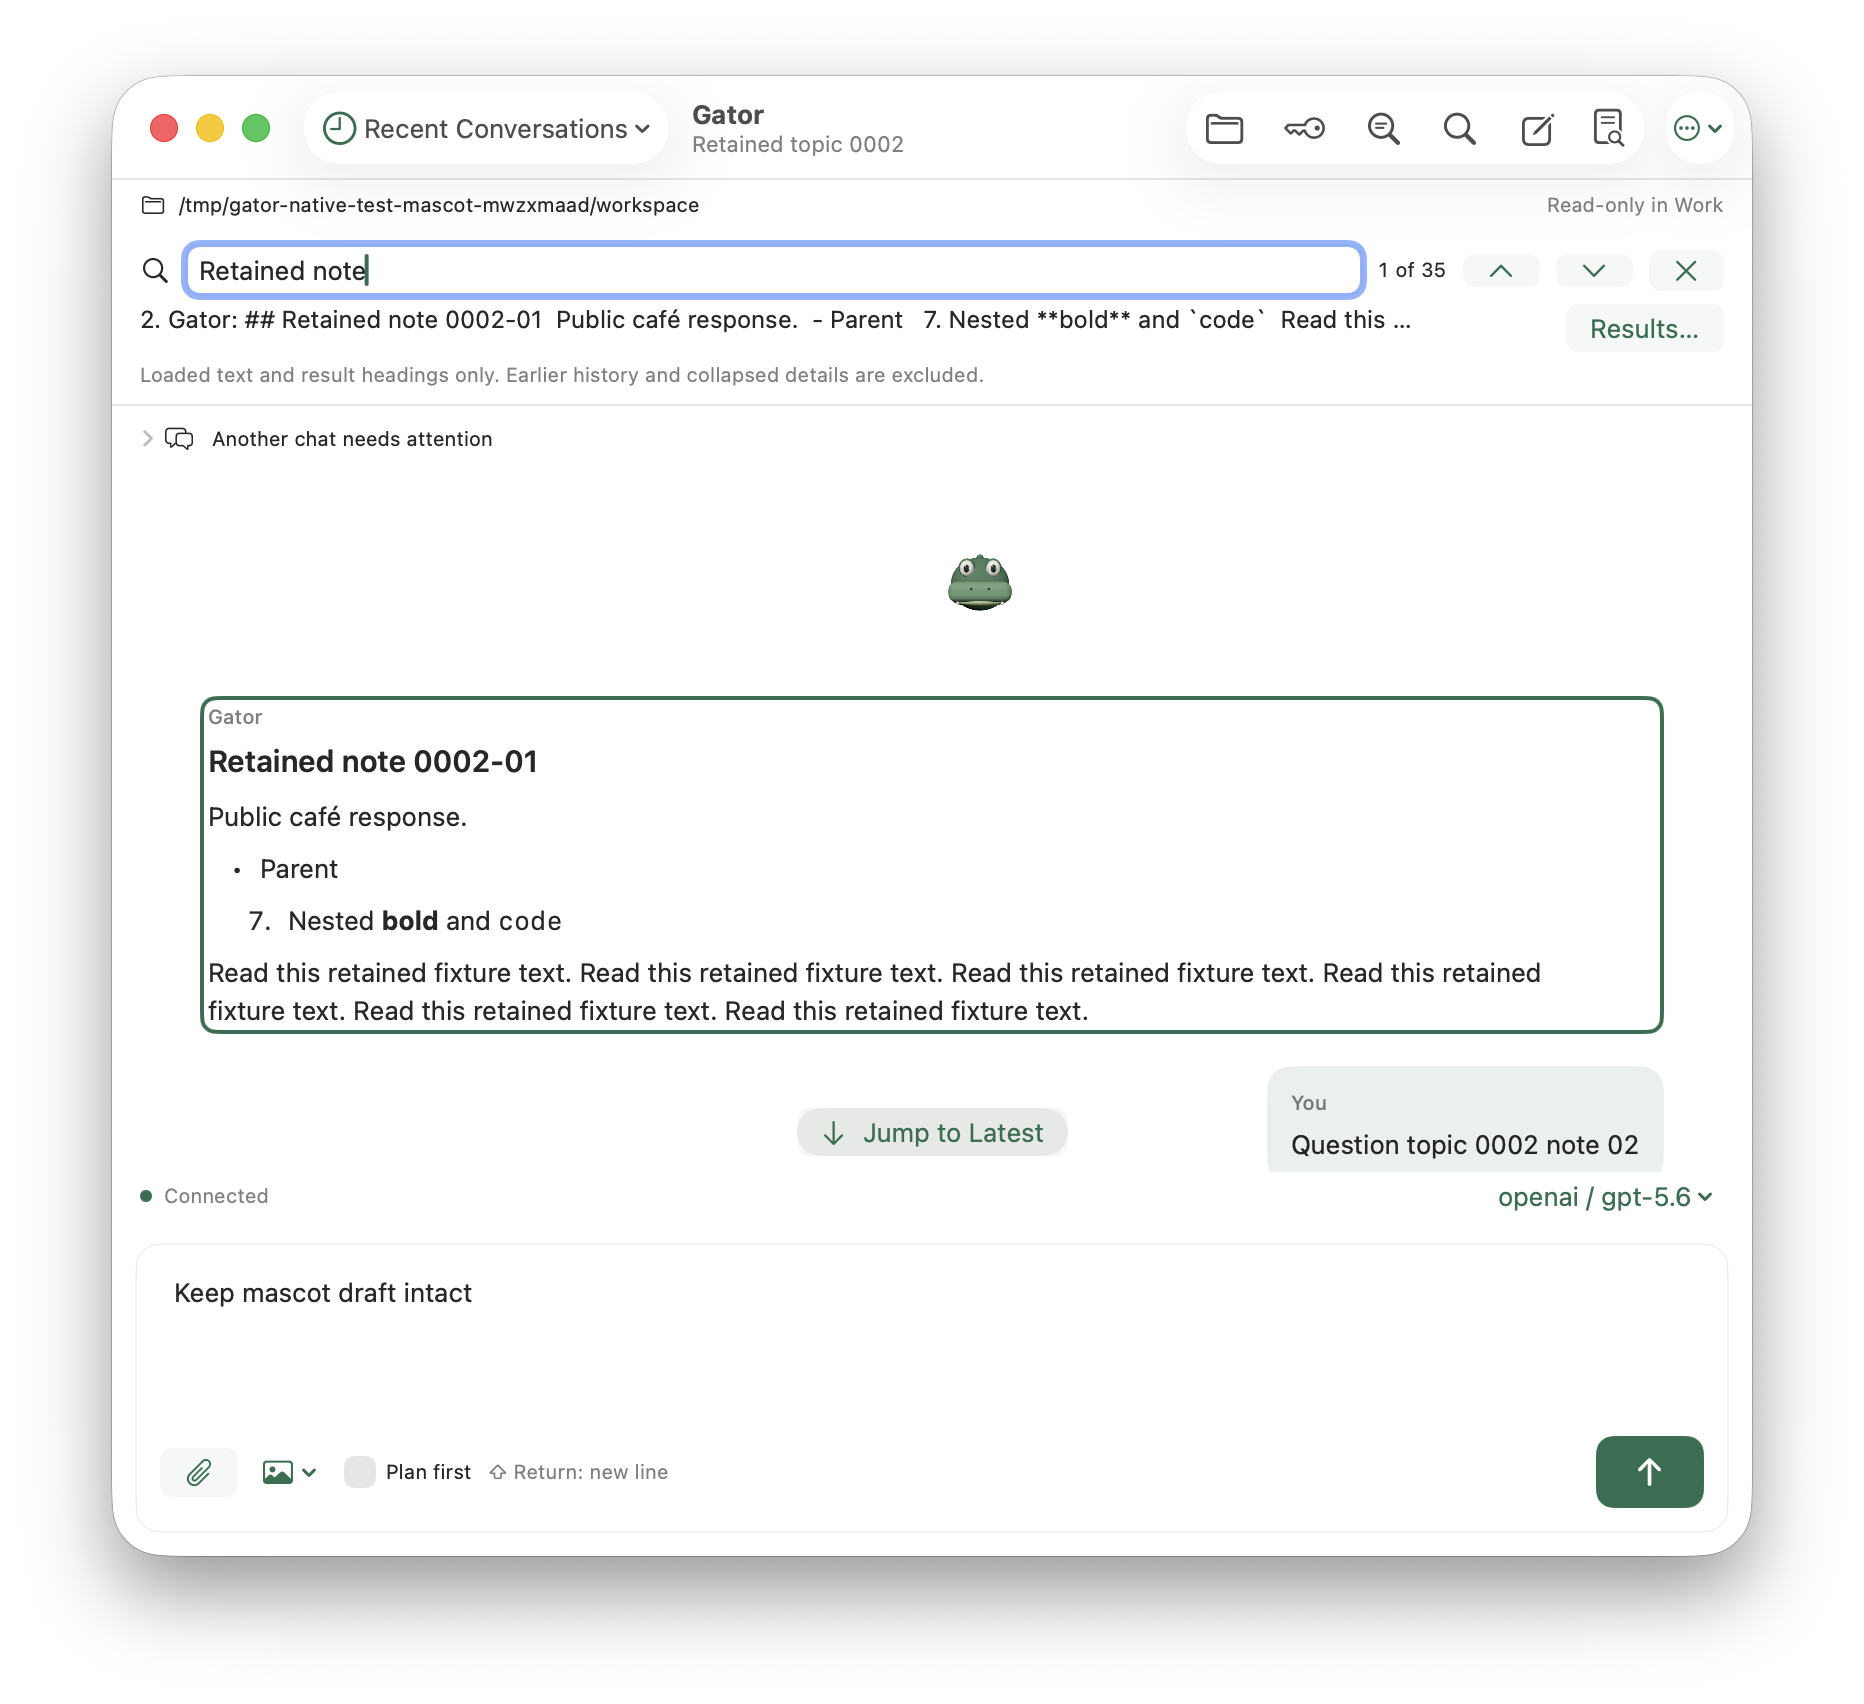 Recent Conversations
Gator
Retained topic 0002
/tmp/gator-native-test-mascot-mwzxmaad/workspace
Read-only in Work
Retained note
1 of 35
2. Gator: ## Retained note 0002-01  Public café response.  - Parent   7. Nested **bold** and `code`  Read this ...
Results...
Loaded text and result headings only. Earlier history and collapsed details are excluded.
Another chat needs attention
Gator
Retained note 0002-01
Public café response.
• Parent
7. Nested bold and code
Read this retained fixture text. Read this retained fixture text. Read this retained fixture text. Read this retained
fixture text. Read this retained fixture text. Read this retained fixture text.
You
Question topic 0002 note 02
Jump to Latest
Connected
openai / gpt-5.6
Keep mascot draft intact
Plan first
Return: new line